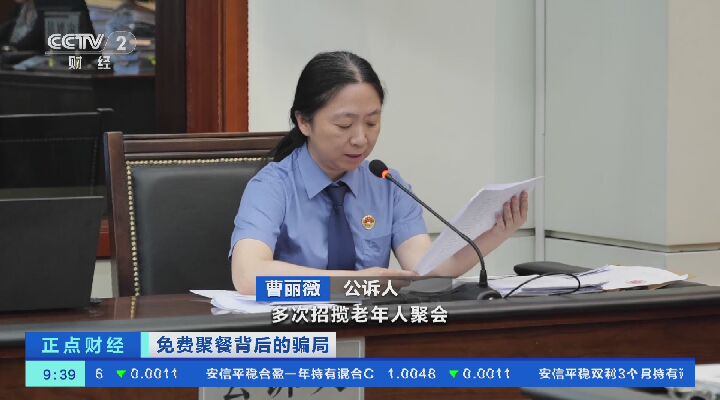 CCTV 2
财经
曹丽薇 公诉人
多次招揽老年人聚会
正点财经 免费聚餐背后的骗局
9:39 6 ▼0.0011 安信平稳合盈一年持有混合C 1.0048 ▼0.0011 安信平稳双利3个月持有
公诉人